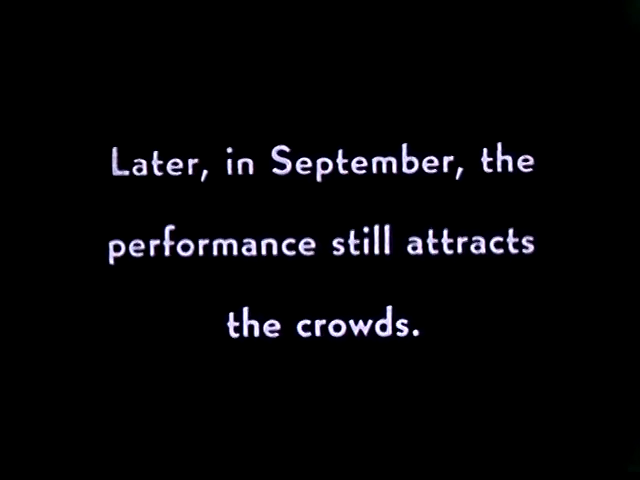 Later, in September, the
performance still attracts
the crowds.